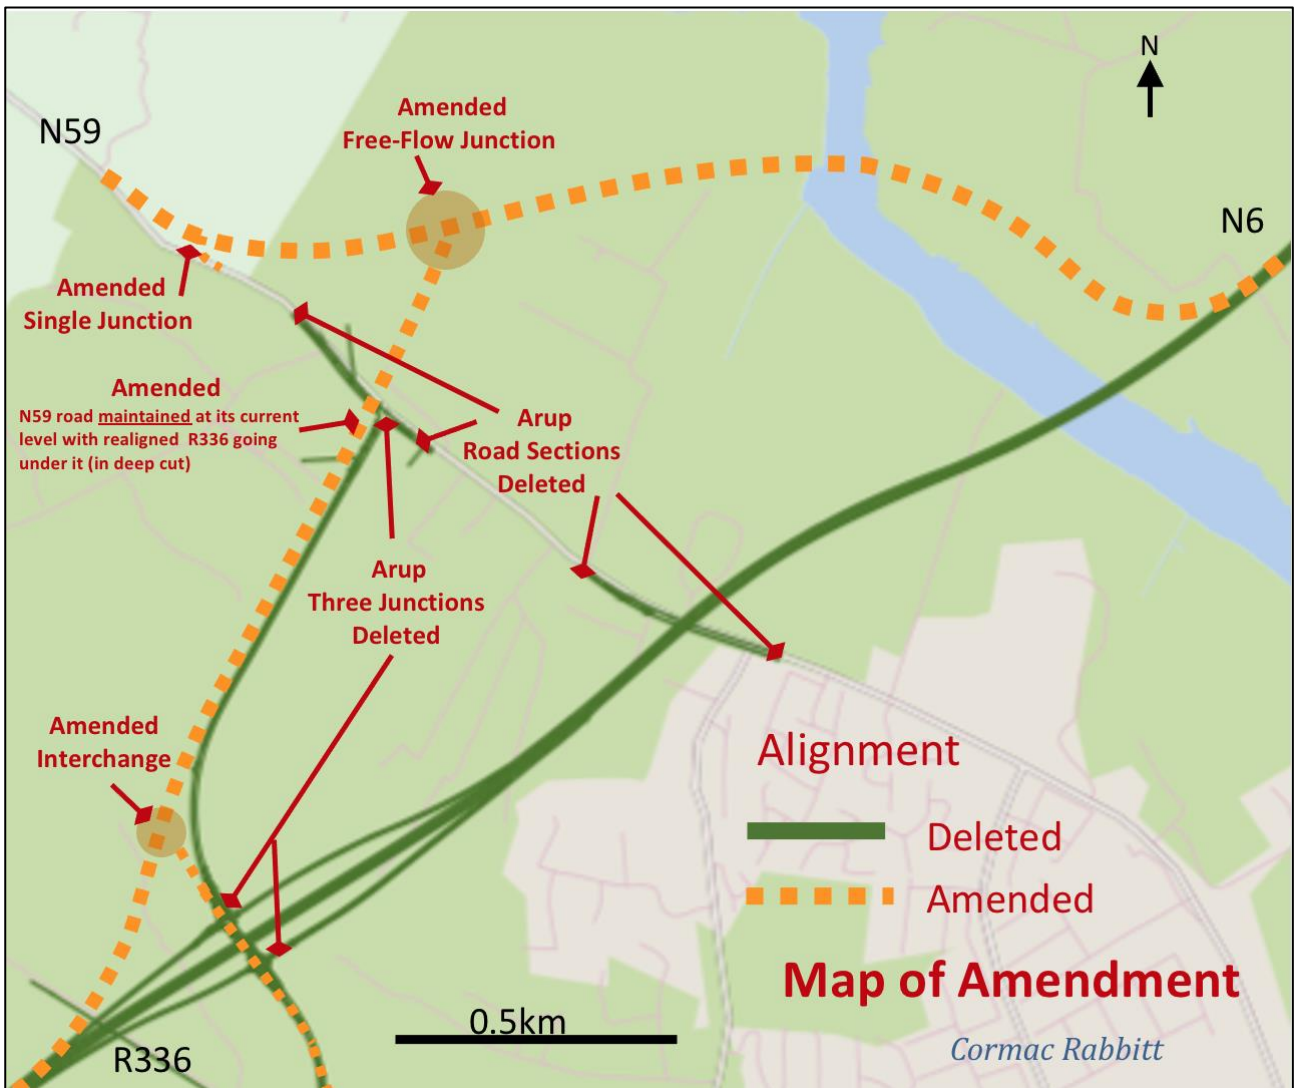 N
N59
Amended
Free-Flow Junction
N6
Amended
Single Junction
Amended
N59 road maintained at its current
level with realigned R336 going
under it (in deep cut)
Arup
Road Sections
Deleted
Arup
Three Junctions
Deleted
Amended
Interchange
Alignment
Deleted
Amended
Map of Amendment
0.5km
R336
Cormac Rabbitt